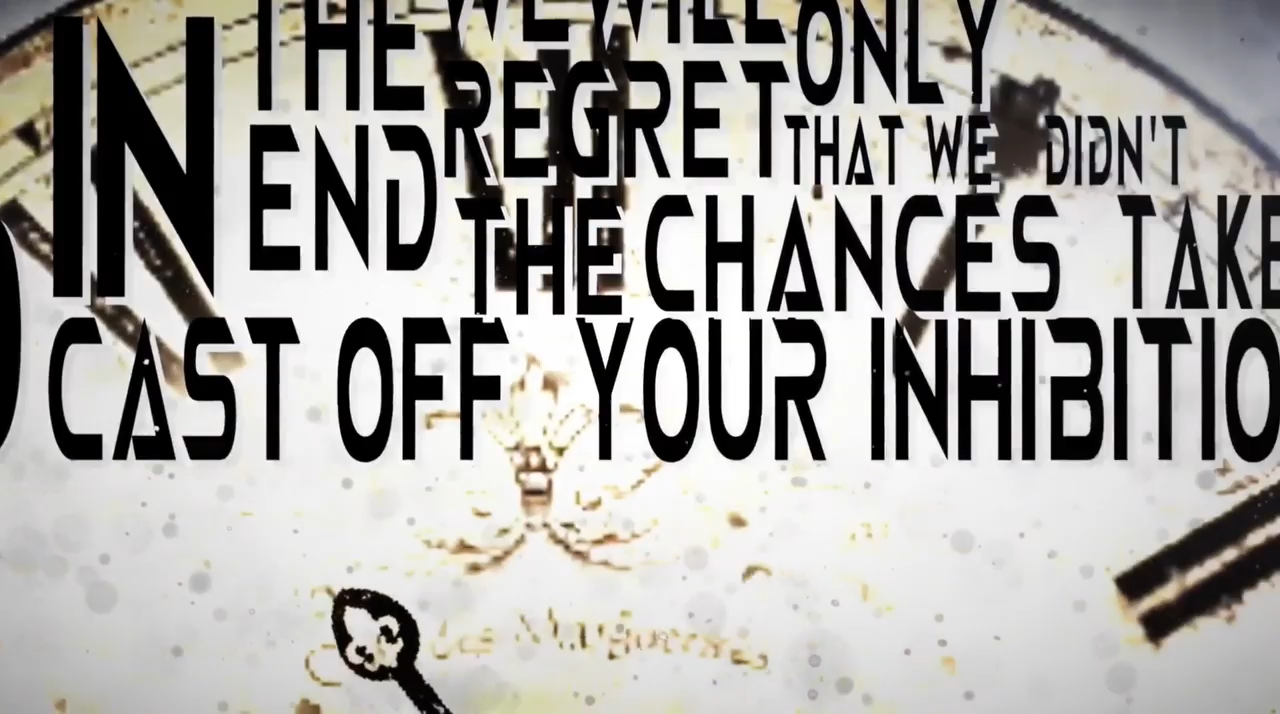 IN
THE
END
WE WILL
ONLY
REGRET
THE CHANCES
THAT WE DIDN'T
TAKE
CAST OFF YOUR INHIBITIO